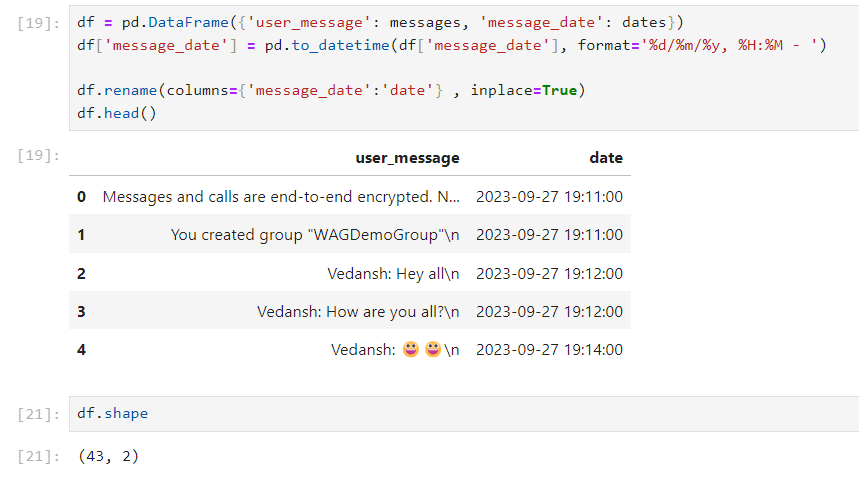 [19]: df = pd.DataFrame({'user_message': messages, 'message_date': dates})
df['message_date'] = pd.to_datetime(df['message_date'], format='%d/%m/%y, %H:%M - ')
df.rename(columns={'message_date':'date'} , inplace=True)
df.head()
[19]: user_message date
0 Messages and calls are end-to-end encrypted. N... 2023-09-27 19:11:00
1 You created group "WAGDemoGroup"\n 2023-09-27 19:11:00
2 Vedansh: Hey all\n 2023-09-27 19:12:00
3 Vedansh: How are you all?\n 2023-09-27 19:12:00
4 Vedansh: 😀 😀 \n 2023-09-27 19:14:00
[21]: df.shape
[21]: (43, 2)